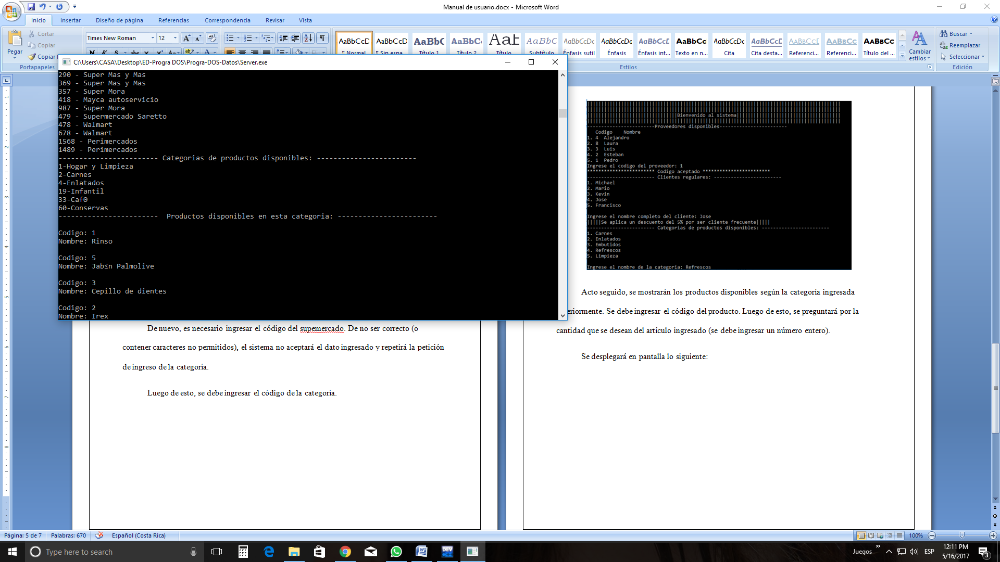 Manual de usuario.docx - Microsoft Word
Inicio Insertar Diseño de página Referencias Correspondencia Revisar Vista
Pegar
Cortar
Copiar
Copiar f
Portapapeles
Times New Roman 12
AaBbCcD AaBbCcD AaBbC AaBbC AaB AaBbC AaBbCcDc AaBbCcDc AaBbCcD AaBbCc AaBbCcDc AaBbCcD AaBbCcD AaBbCc AaBbCc
¶ Normal ¶ Sin espa... Título 1 Título 2 Título Subtítulo Énfasis sutil Énfasis Énfasis int... Texto en n... Cita Cita desta... Referenci... Referenci... Título del ...
Cambiar estilos
Estilos
Buscar
Reemplazar
Seleccionar
Edición
C:\Users\CASA\Desktop\ED-Progra DOS\Progra-DOS-Datos\Server.exe
290 - Super Mas y Mas
369 - Super Mas y Mas
357 - Super Mora
418 - Mayca autoservicio
987 - Super Mora
479 - Supermercado Saretto
478 - Walmart
678 - Walmart
1568 - Perimercados
1489 - Perimercados
------------------------ Categorias de productos disponibles: ------------------------
1-Hogar y Limpieza
2-Carnes
4-Enlatados
19-Infantil
33-CafΘ
60-Conservas
------------------------  Productos disponibles en esta categoria: ------------------------
Codigo: 1
Nombre: Rinso
Codigo: 5
Nombre: Jab≤n Palmolive
Codigo: 3
Nombre: Cepillo de dientes
Codigo: 2
Nombre: Irex
De nuevo, es necesario ingresar el código del supemercado. De no ser correcto (o
contener caracteres no permitidos), el sistema no aceptará el dato ingresado y repetirá la petición
de ingreso de la categoría.
Luego de esto, se debe ingresar el código de la categoría.
Bienvenido al sistema
------------------------Proveedores disponibles------------------------
Codigo Nombre
1. 4 Alejandro
2. 8 Laura
3. 3 Luis
4. 2 Esteban
5. 1 Pedro
Ingrese el codigo del proveedor: 1
************************ Codigo aceptado ************************
------------------------ Clientes regulares: ------------------------
1. Michael
2. Mario
3. Kevin
4. Jose
5. Francisco
Ingrese el nombre completo del cliente: Jose
|||||Se aplica un descuento del 5% por ser cliente frecuente|||||
------------------------ Categorias de productos disponibles: ------------------------
1. Carnes
2. Enlatados
3. Embutidos
4. Refrescos
5. Limpieza
Ingrese el nombre de la categoria: Refrescos
Acto seguido, se mostrarán los productos disponibles según la categoría ingresada
eriormente. Se debe ingresar el código del producto. Luego de esto, se preguntará por la
cantidad que se desean del artículo ingresado (se debe ingresar un número entero).
Se desplegará en pantalla lo siguiente:
Página: 5 de 7 Palabras: 670 Español (Costa Rica) 100%
Type here to search
Juegos
ESP
12:11 PM
5/16/2017
3